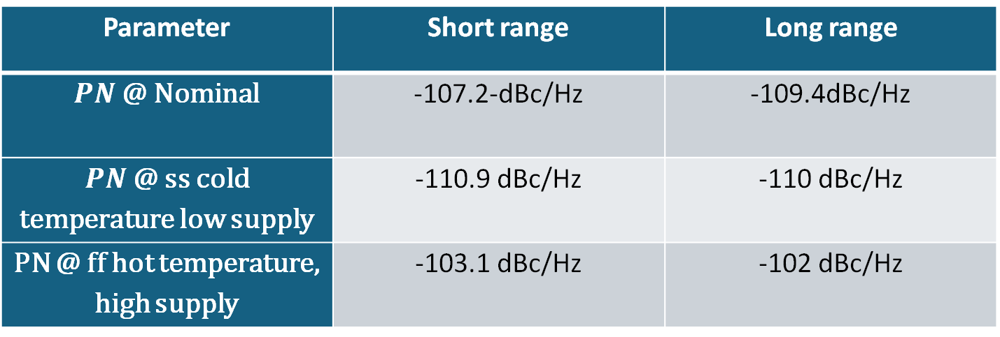 Parameter
Short range
Long range
PN @ Nominal
-107.2-dBc/Hz
-109.4dBc/Hz
PN @ ss cold
temperature low supply
-110.9 dBc/Hz
-110 dBc/Hz
PN @ ff hot temperature,
high supply
-103.1 dBc/Hz
-102 dBc/Hz